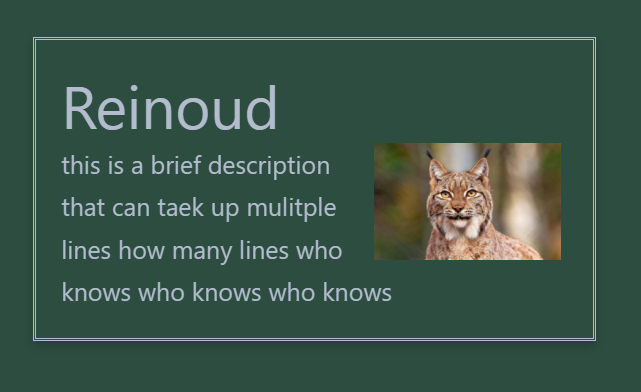 Reinoud
this is a brief description
that can taek up mulitple
lines how many lines who
knows who knows who knows